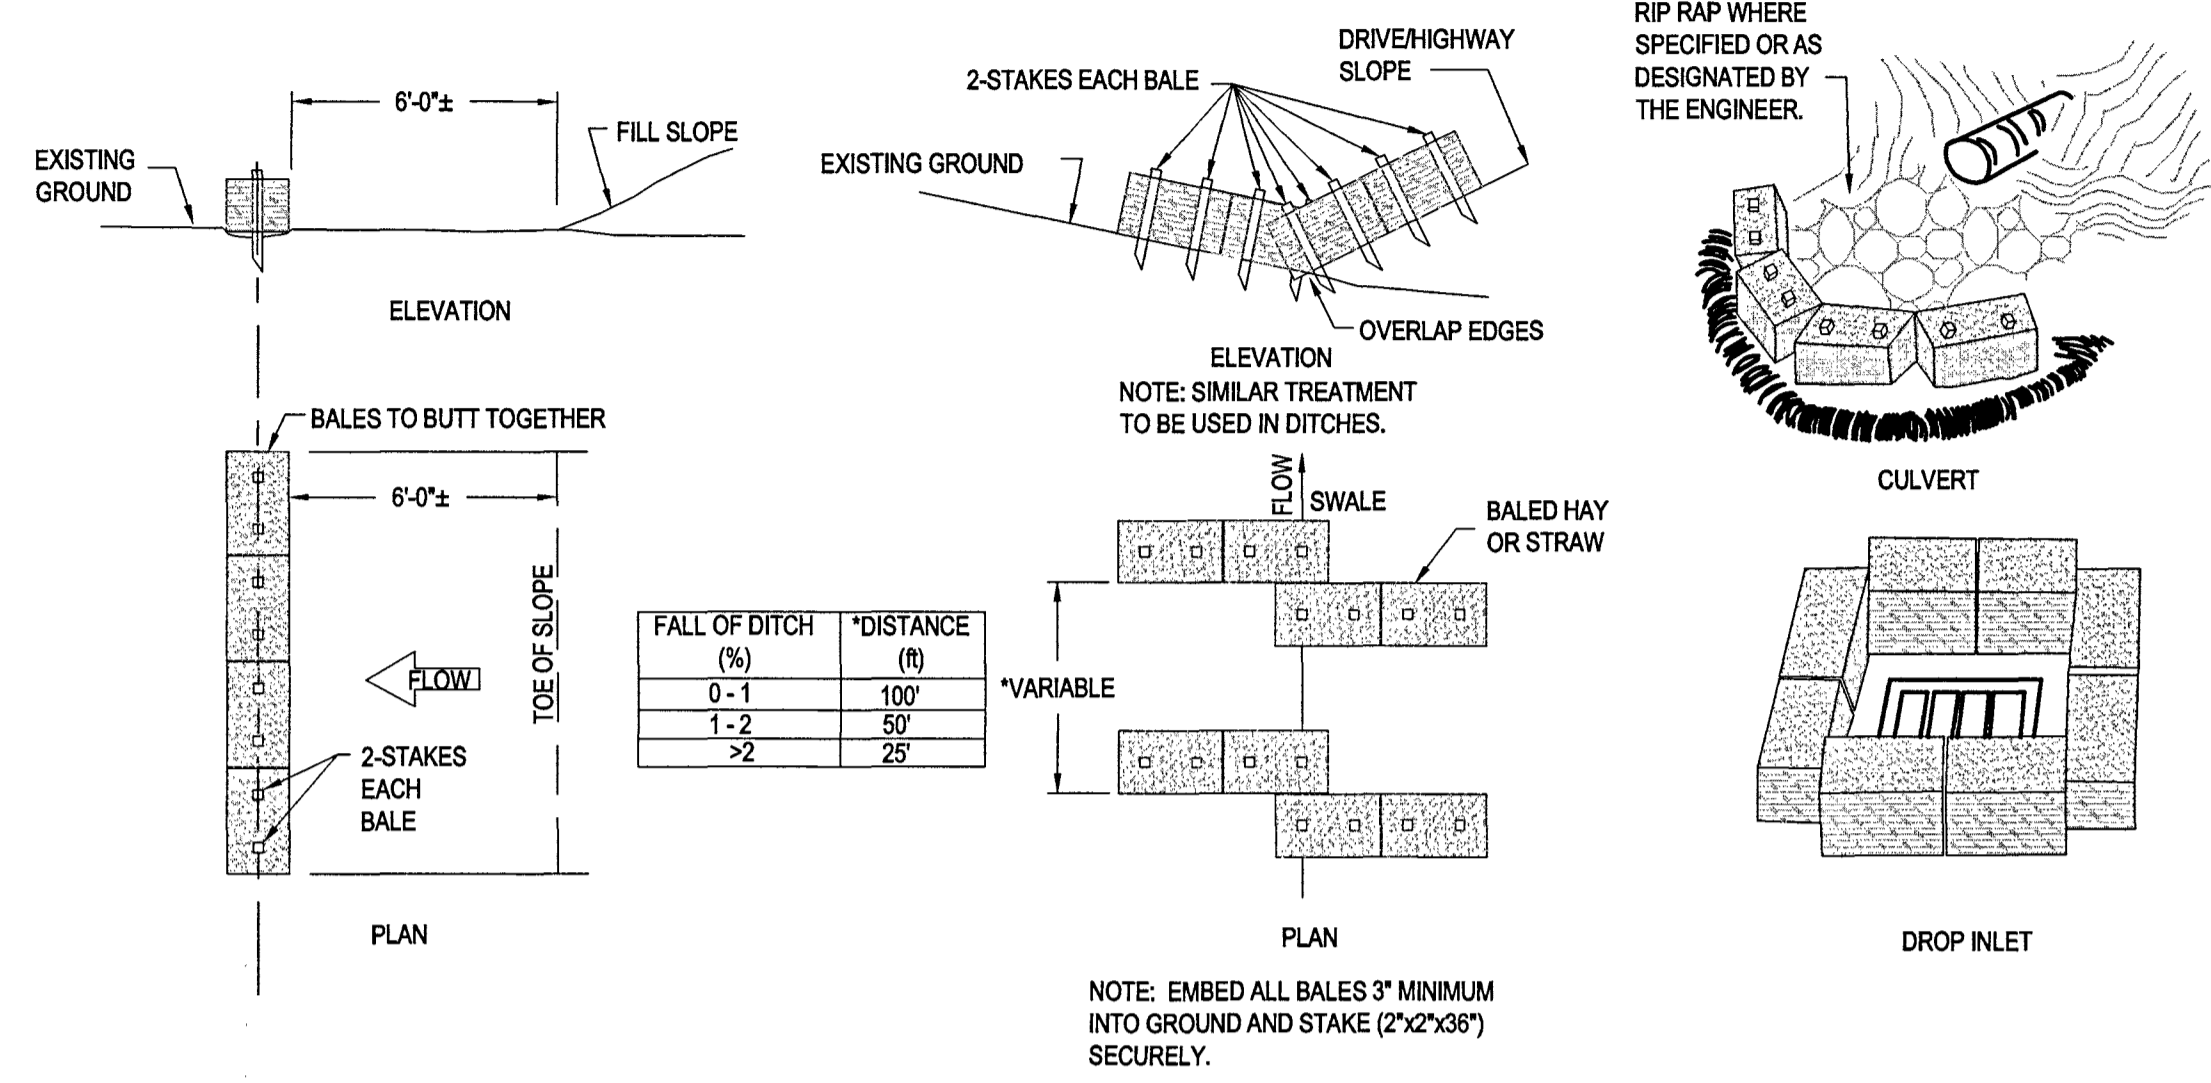 6'-0"±
FILL SLOPE
EXISTING
GROUND
ELEVATION
BALES TO BUTT TOGETHER
6'-0"±
TOE OF SLOPE
FLOW
2-STAKES
EACH
BALE
PLAN
FALL OF DITCH
(%)
*DISTANCE
(ft)
0 - 1 100'
1 - 2 50'
>2 25'
2-STAKES EACH BALE
DRIVE/HIGHWAY
SLOPE
EXISTING GROUND
OVERLAP EDGES
ELEVATION
NOTE: SIMILAR TREATMENT
TO BE USED IN DITCHES.
FLOW
SWALE
BALED HAY
OR STRAW
*VARIABLE
PLAN
NOTE: EMBED ALL BALES 3" MINIMUM
INTO GROUND AND STAKE (2"x2"x36")
SECURELY.
RIP RAP WHERE
SPECIFIED OR AS
DESIGNATED BY
THE ENGINEER.
CULVERT
DROP INLET